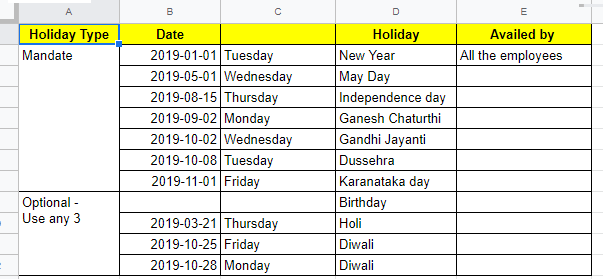 A B C D E
Holiday Type Date Holiday Availed by
Mandate 2019-01-01 Tuesday New Year All the employees
2019-05-01 Wednesday May Day
2019-08-15 Thursday Independence day
2019-09-02 Monday Ganesh Chaturthi
2019-10-02 Wednesday Gandhi Jayanti
2019-10-08 Tuesday Dussehra
2019-11-01 Friday Karanataka day
Optional - Birthday
Use any 3 2019-03-21 Thursday Holi
2019-10-25 Friday Diwali
2019-10-28 Monday Diwali